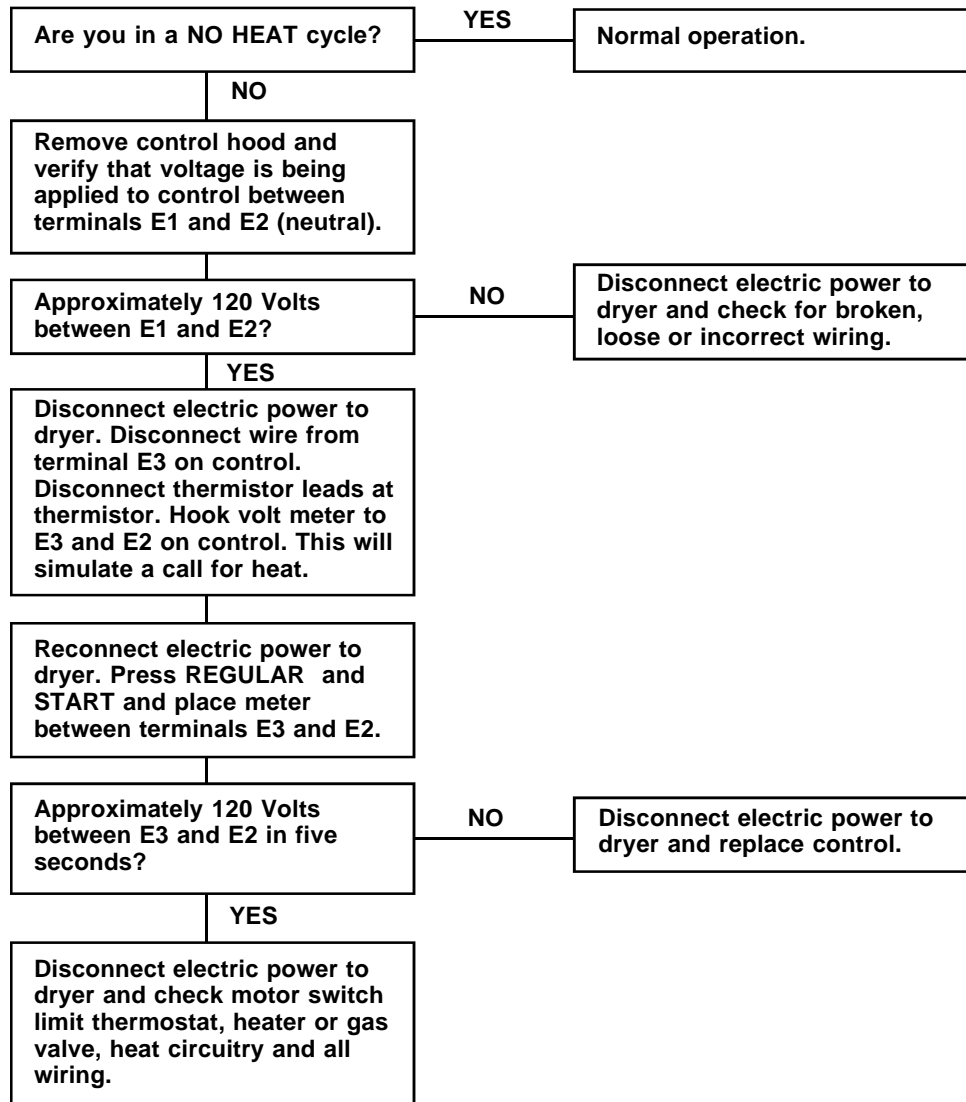 Are you in a NO HEAT cycle?
YES
Normal operation.
NO
Remove control hood and
verify that voltage is being
applied to control between
terminals E1 and E2 (neutral).
Approximately 120 Volts
between E1 and E2?
NO
Disconnect electric power to
dryer and check for broken,
loose or incorrect wiring.
YES
Disconnect electric power to
dryer. Disconnect wire from
terminal E3 on control.
Disconnect thermistor leads at
thermistor. Hook volt meter to
E3 and E2 on control. This will
simulate a call for heat.
Reconnect electric power to
dryer. Press REGULAR and
START and place meter
between terminals E3 and E2.
Approximately 120 Volts
between E3 and E2 in five
seconds?
NO
Disconnect electric power to
dryer and replace control.
YES
Disconnect electric power to
dryer and check motor switch
limit thermostat, heater or gas
valve, heat circuitry and all
wiring.